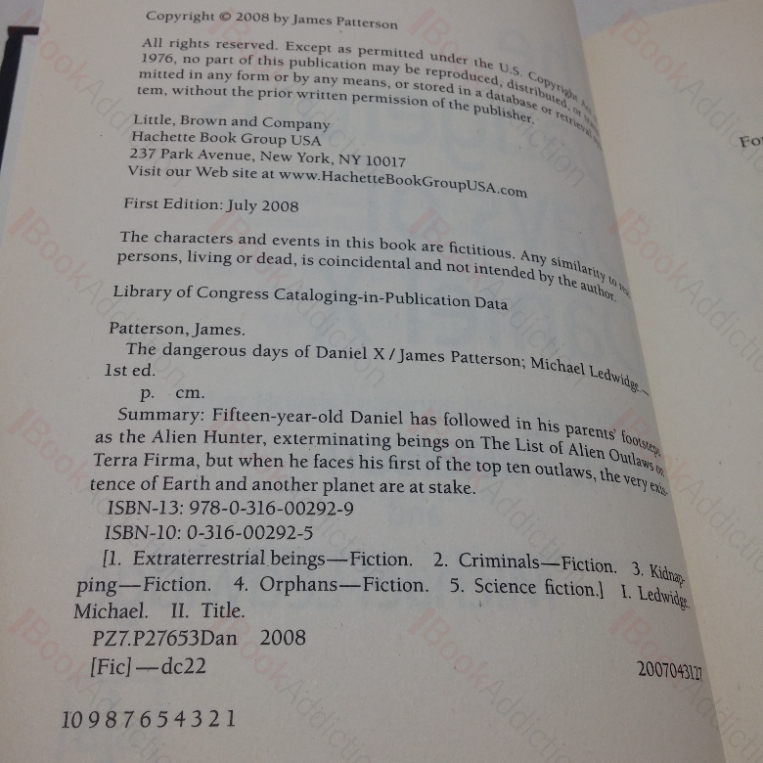 Copyright © 2008 by James Patterson
All rights reserved. Except as permitted under the U.S. Copyright Act
1976, no part of this publication may be reproduced, distributed, or
mitted in any form or by any means, or stored in a database or retrieval
tem, without the prior written permission of the publisher.
Little, Brown and Company
Hachette Book Group USA
237 Park Avenue, New York, NY 10017
Visit our Web site at www.HachetteBookGroupUSA.com
First Edition: July 2008
The characters and events in this book are fictitious. Any similarity to
persons, living or dead, is coincidental and not intended by the author.
Library of Congress Cataloging-in-Publication Data
Patterson, James.
The dangerous days of Daniel X / James Patterson; Michael Ledwidge.—
1st ed.
p. cm.
Summary: Fifteen-year-old Daniel has followed in his parents' footsteps
as the Alien Hunter, exterminating beings on The List of Alien Outlaws on
Terra Firma, but when he faces his first of the top ten outlaws, the very exis-
tence of Earth and another planet are at stake.
ISBN-13: 978-0-316-00292-9
ISBN-10: 0-316-00292-5
[1. Extraterrestrial beings—Fiction. 2. Criminals—Fiction. 3. Kidnap-
ping—Fiction. 4. Orphans—Fiction. 5. Science fiction.] I. Ledwidge,
Michael. II. Title.
PZ7.P27653Dan 2008
[Fic]—dc22
2007043127
10 9 8 7 6 5 4 3 2 1
BookAddiction